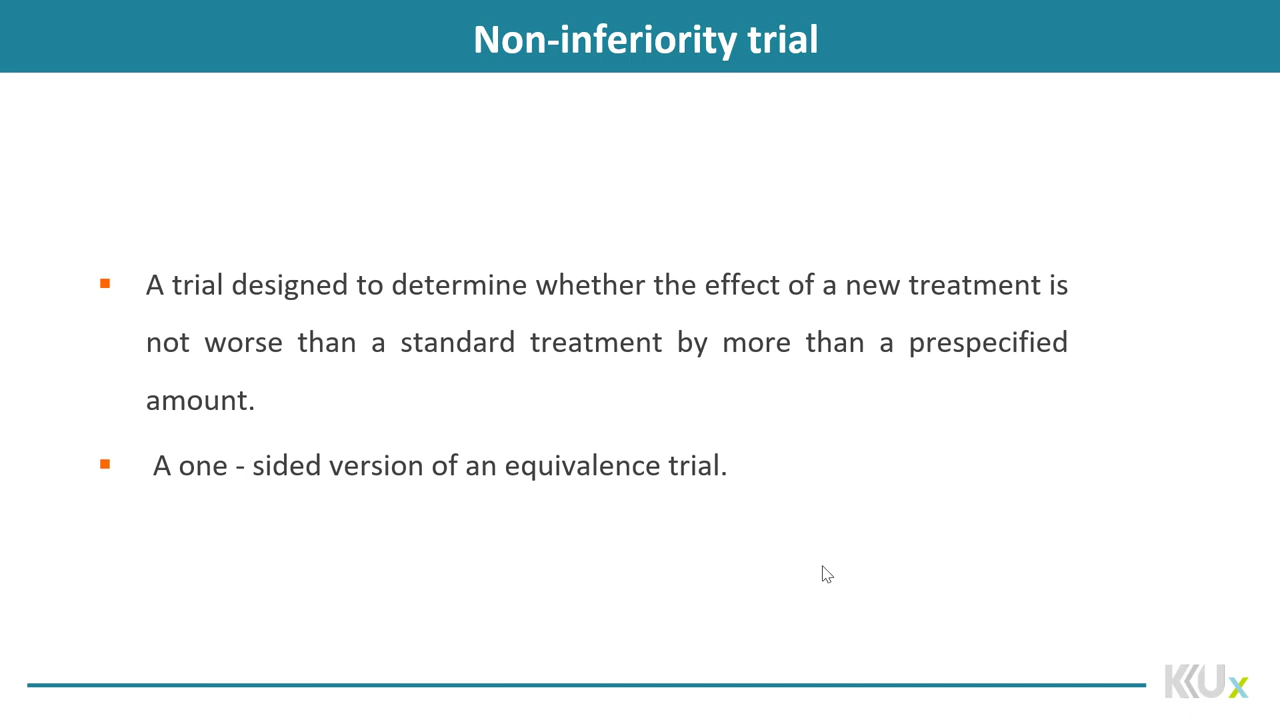 Non-inferiority trial
A trial designed to determine whether the effect of a new treatment is
not worse than a standard treatment by more than a prespecified
amount.
A one - sided version of an equivalence trial.
KKUx